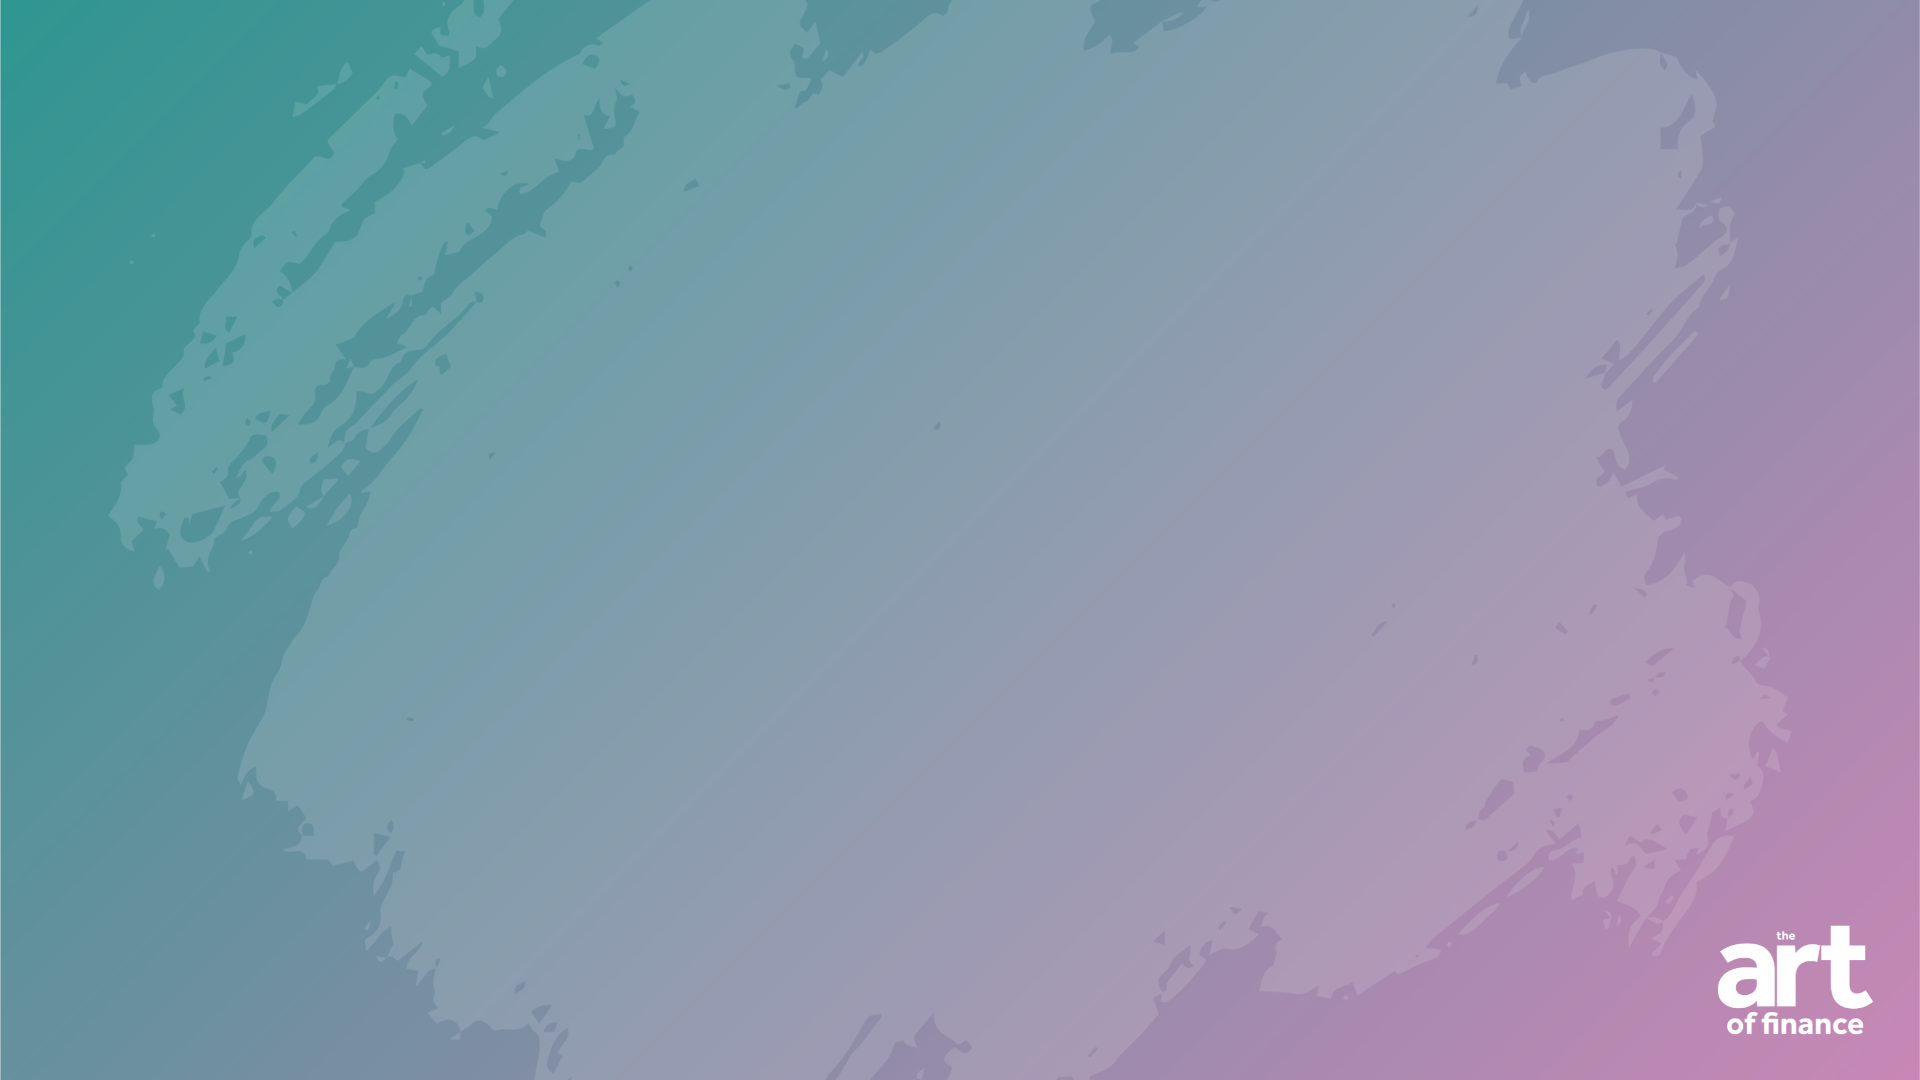 the
art
of finance